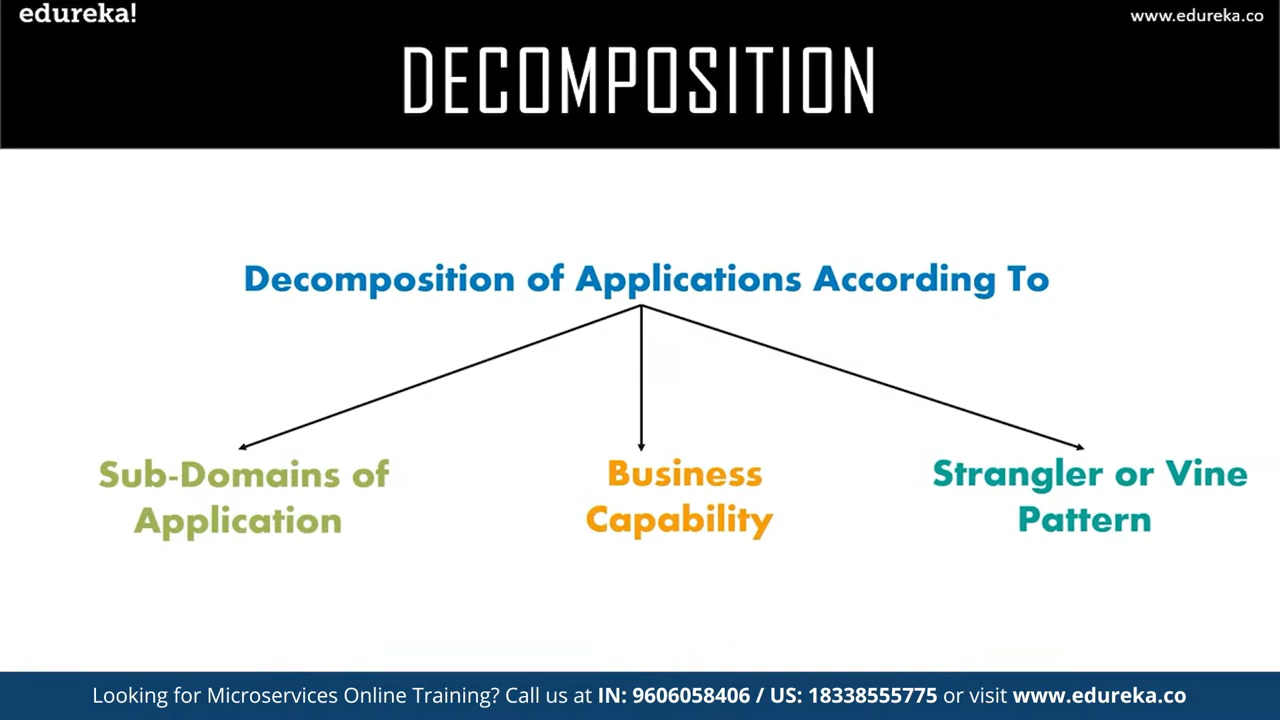 edureka!
www.edureka.co
DECOMPOSITION
Decomposition of Applications According To
Sub-Domains of
Application
Business
Capability
Strangler or Vine
Pattern
Looking for Microservices Online Training? Call us at IN: 9606058406 / US: 18338555775 or visit www.edureka.co